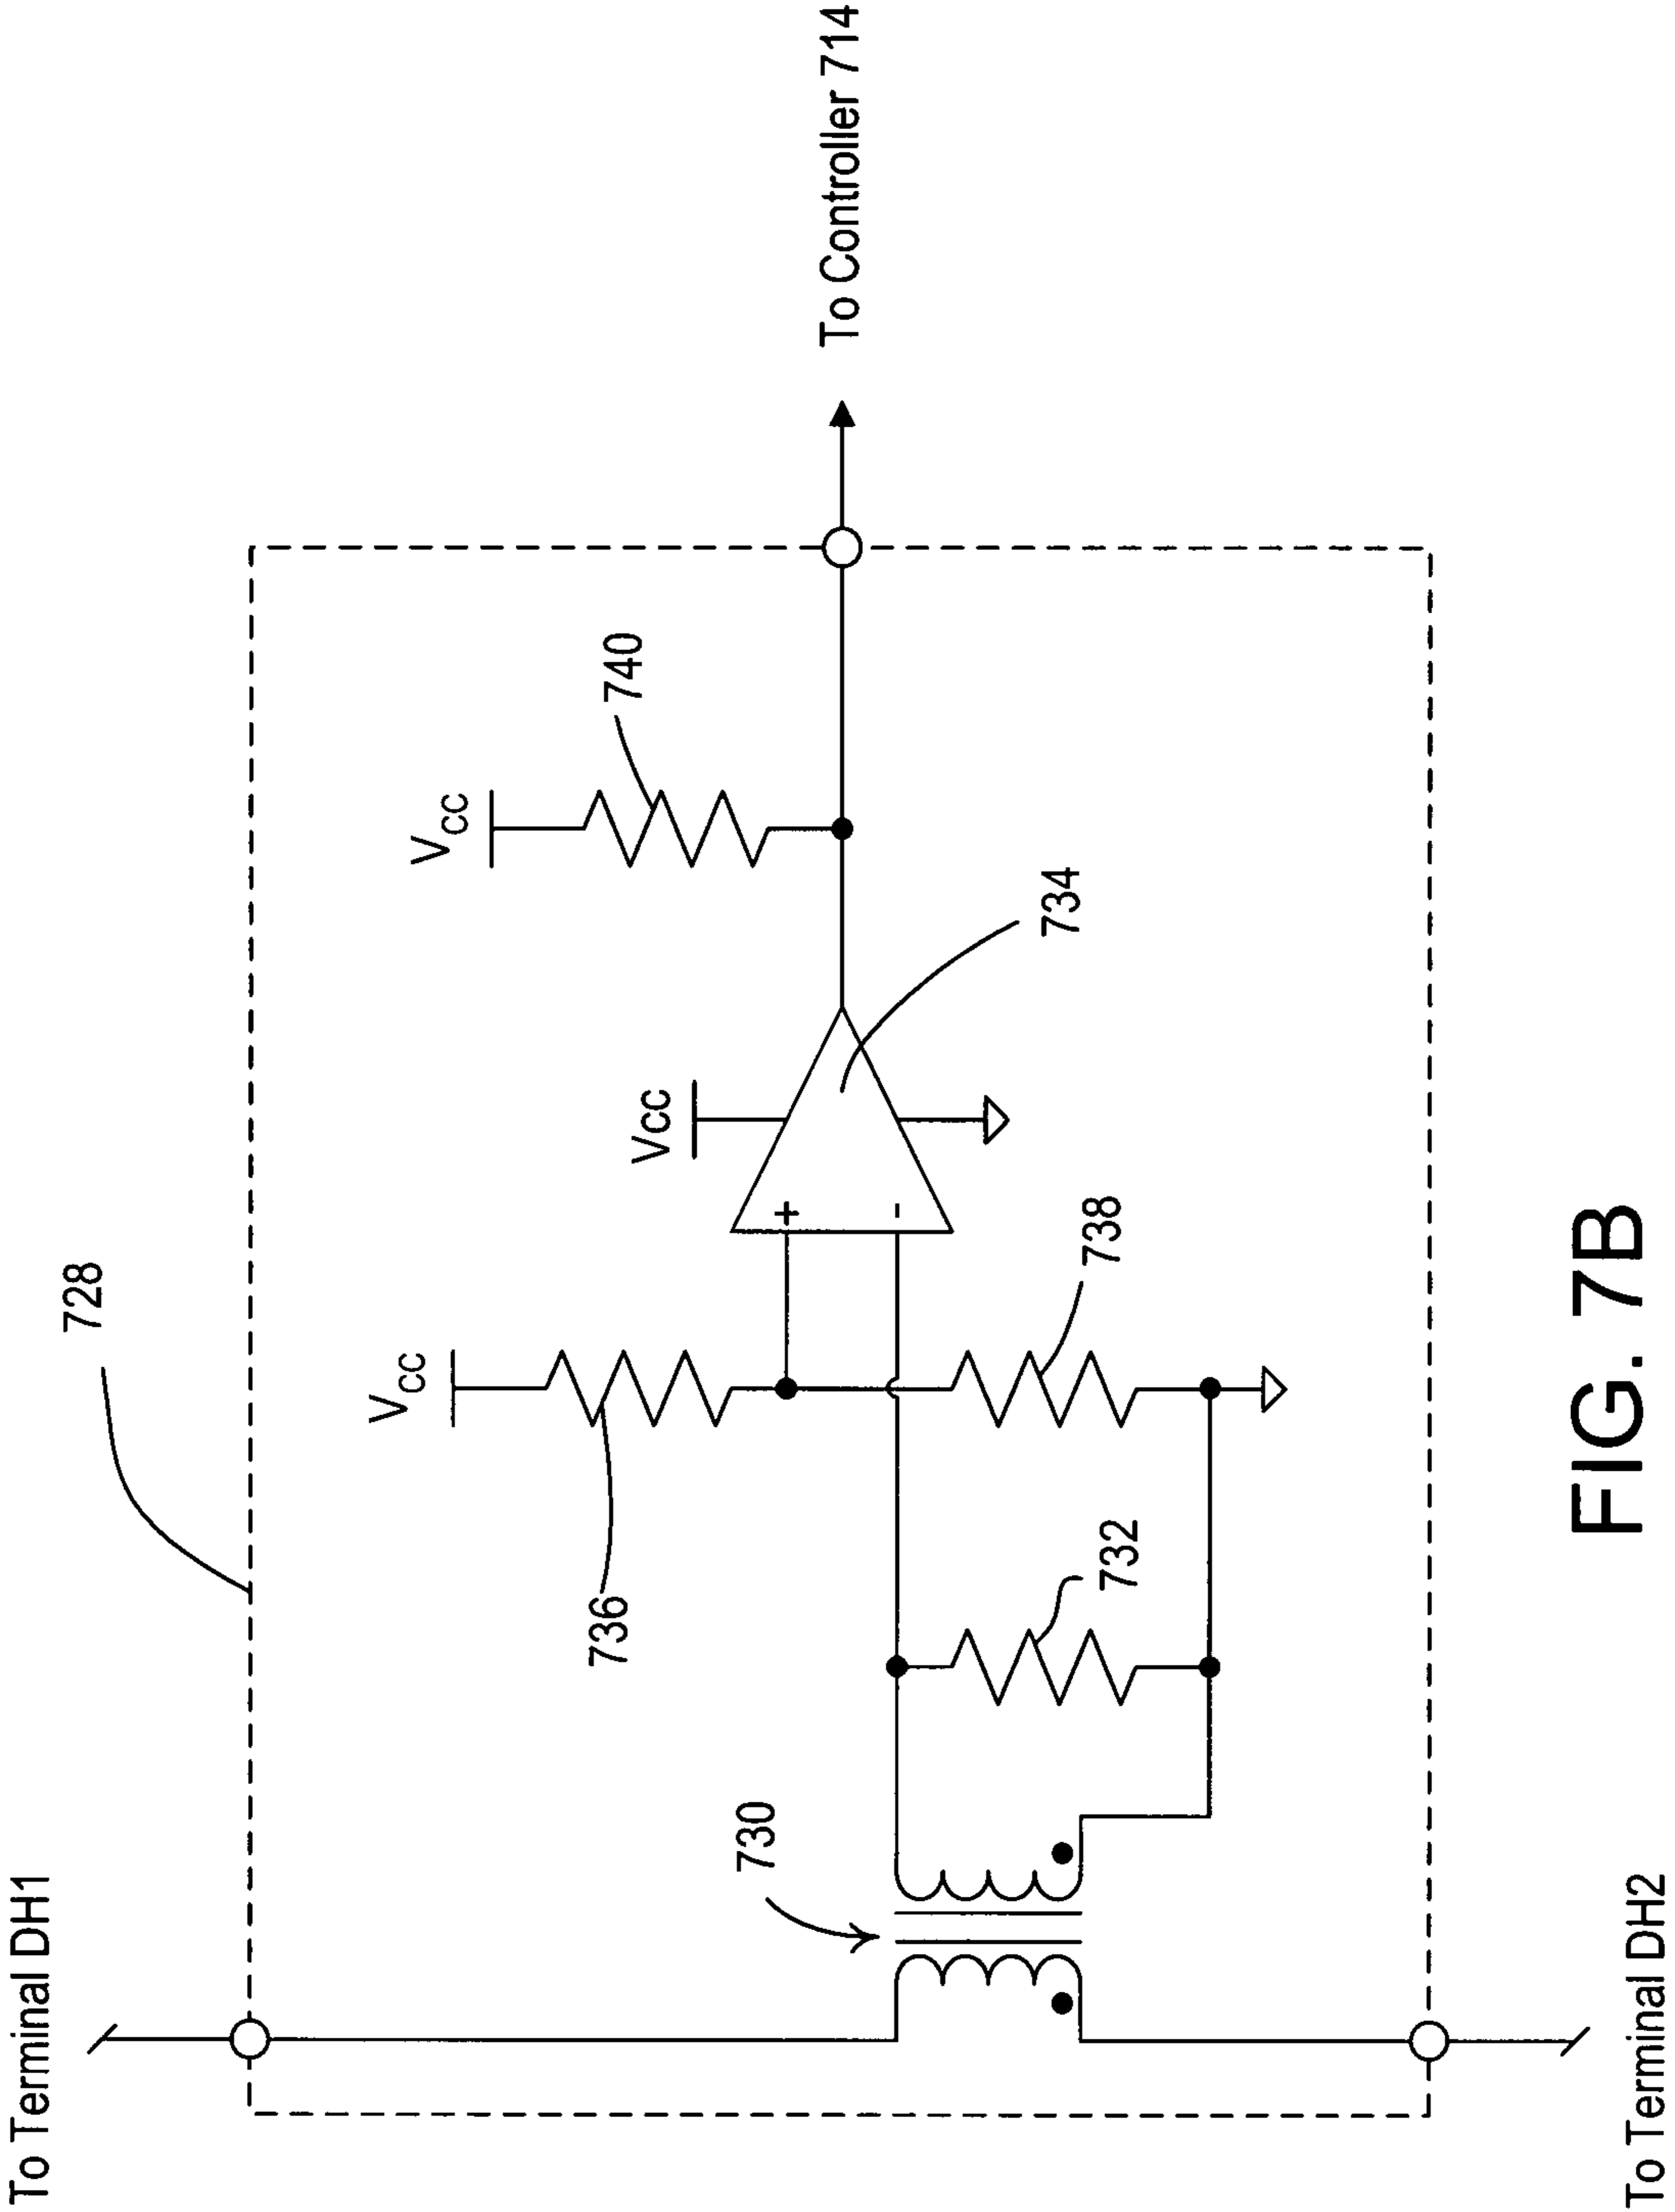 To Terminal DH1
728
VCC
736
VCC
740
Vcc
+
-
734
To Controller 714
730
732
738
To Terminal DH2
FIG. 7B